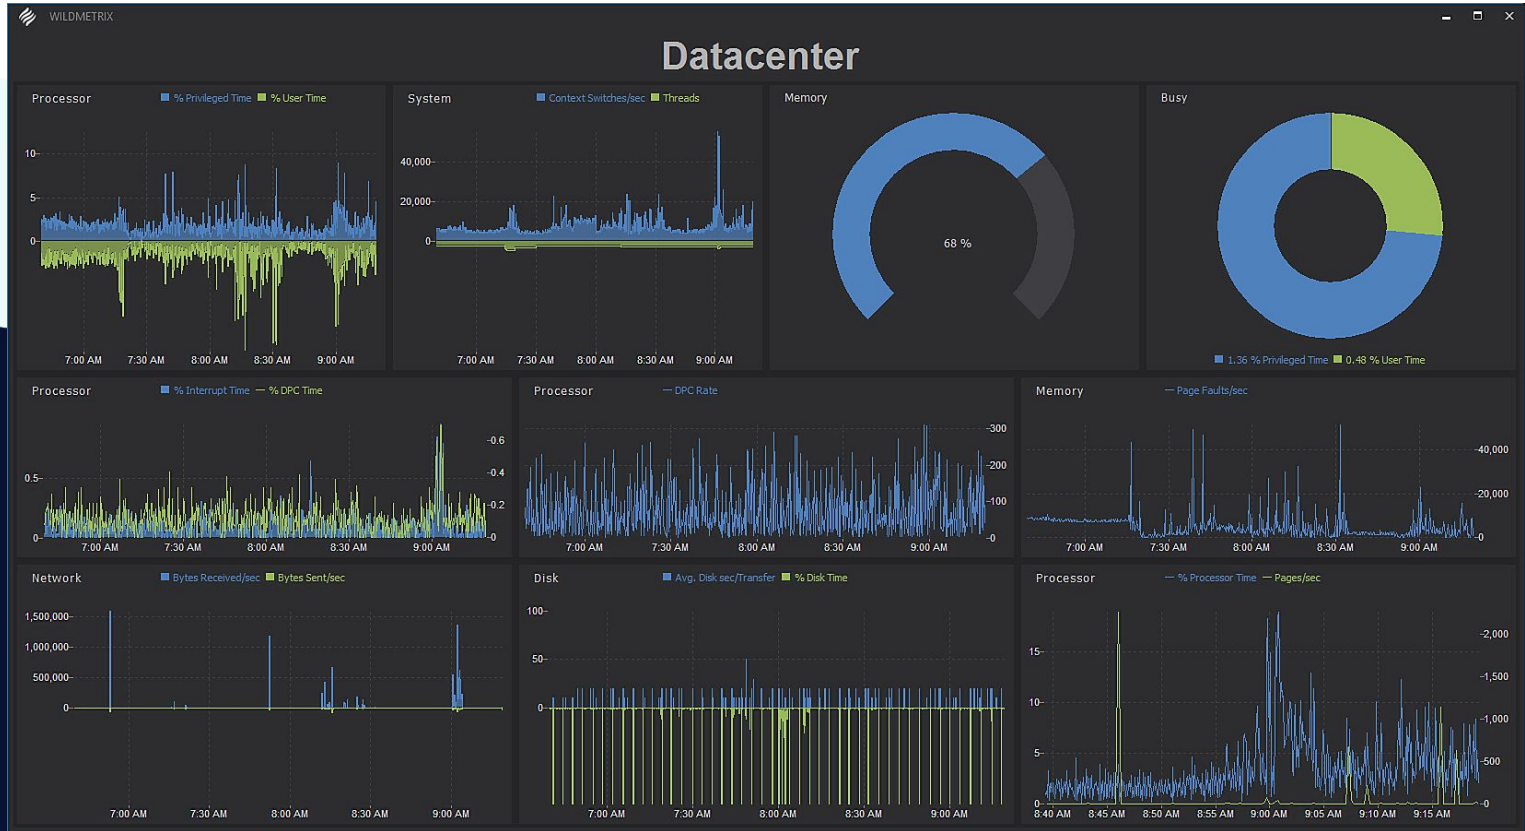 WILDMETRIX
Datacenter
Processor % Privileged Time % User Time
10
5
0
7:00 AM 7:30 AM 8:00 AM 8:30 AM 9:00 AM
System Context Switches/sec Threads
40,000
20,000
0
7:00 AM 7:30 AM 8:00 AM 8:30 AM 9:00 AM
Memory
68 %
Busy
1.36 % Privileged Time 0.48 % User Time
Processor % Interrupt Time % DPC Time
0.5
0
0.6
0.4
0.2
0
7:00 AM 7:30 AM 8:00 AM 8:30 AM 9:00 AM
Processor DPC Rate
300
200
100
0
7:00 AM 7:30 AM 8:00 AM 8:30 AM 9:00 AM
Memory Page Faults/sec
40,000
20,000
0
7:00 AM 7:30 AM 8:00 AM 8:30 AM 9:00 AM
Network Bytes Received/sec Bytes Sent/sec
1,500,000
1,000,000
500,000
0
7:00 AM 7:30 AM 8:00 AM 8:30 AM 9:00 AM
Disk Avg. Disk sec/Transfer % Disk Time
100
50
0
7:00 AM 7:30 AM 8:00 AM 8:30 AM 9:00 AM
Processor % Processor Time Pages/sec
15
10
5
0
2,000
1,500
1,000
500
0
8:40 AM 8:45 AM 8:50 AM 8:55 AM 9:00 AM 9:05 AM 9:10 AM 9:15 AM